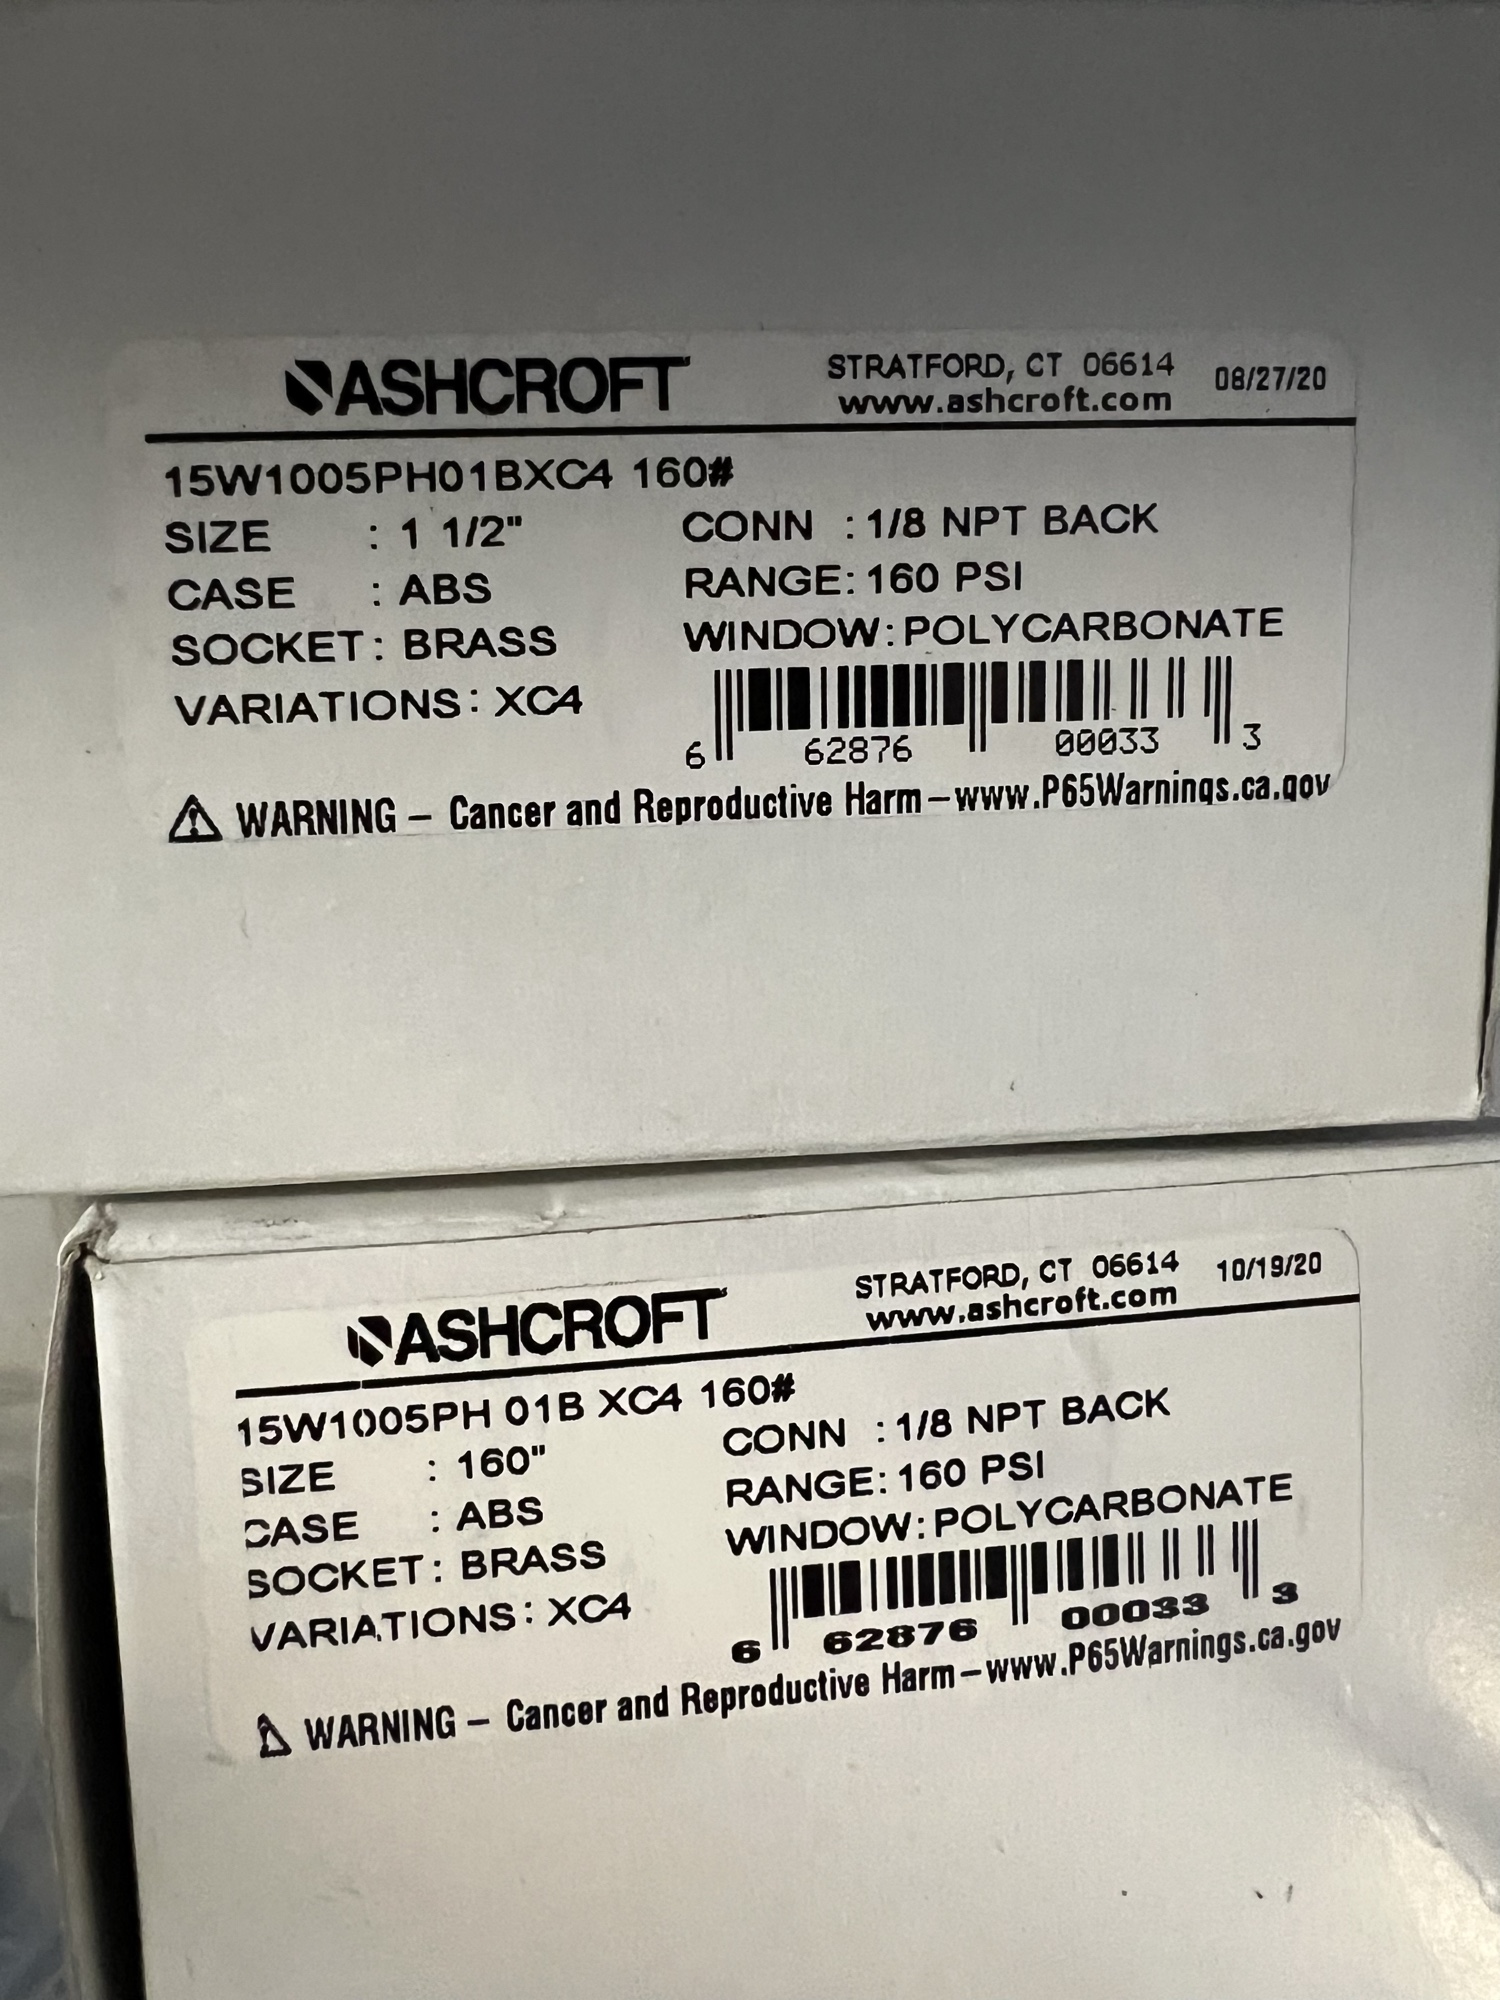 ASHCROFT STRATFORD, CT 06614 08/27/20
www.ashcroft.com
15W1005PH01BXC4 160#
SIZE : 1 1/2" CONN : 1/8 NPT BACK
CASE : ABS RANGE: 160 PSI
SOCKET: BRASS WINDOW: POLYCARBONATE
VARIATIONS: XC4
6 62876 00033 3
WARNING – Cancer and Reproductive Harm – www.P65Warnings.ca.gov
ASHCROFT STRATFORD, CT 06614 10/19/20
www.ashcroft.com
15W1005PH 01B XC4 160#
SIZE : 160" CONN : 1/8 NPT BACK
CASE : ABS RANGE: 160 PSI
SOCKET: BRASS WINDOW: POLYCARBONATE
VARIATIONS: XC4
6 62876 00033 3
WARNING – Cancer and Reproductive Harm – www.P65Warnings.ca.gov